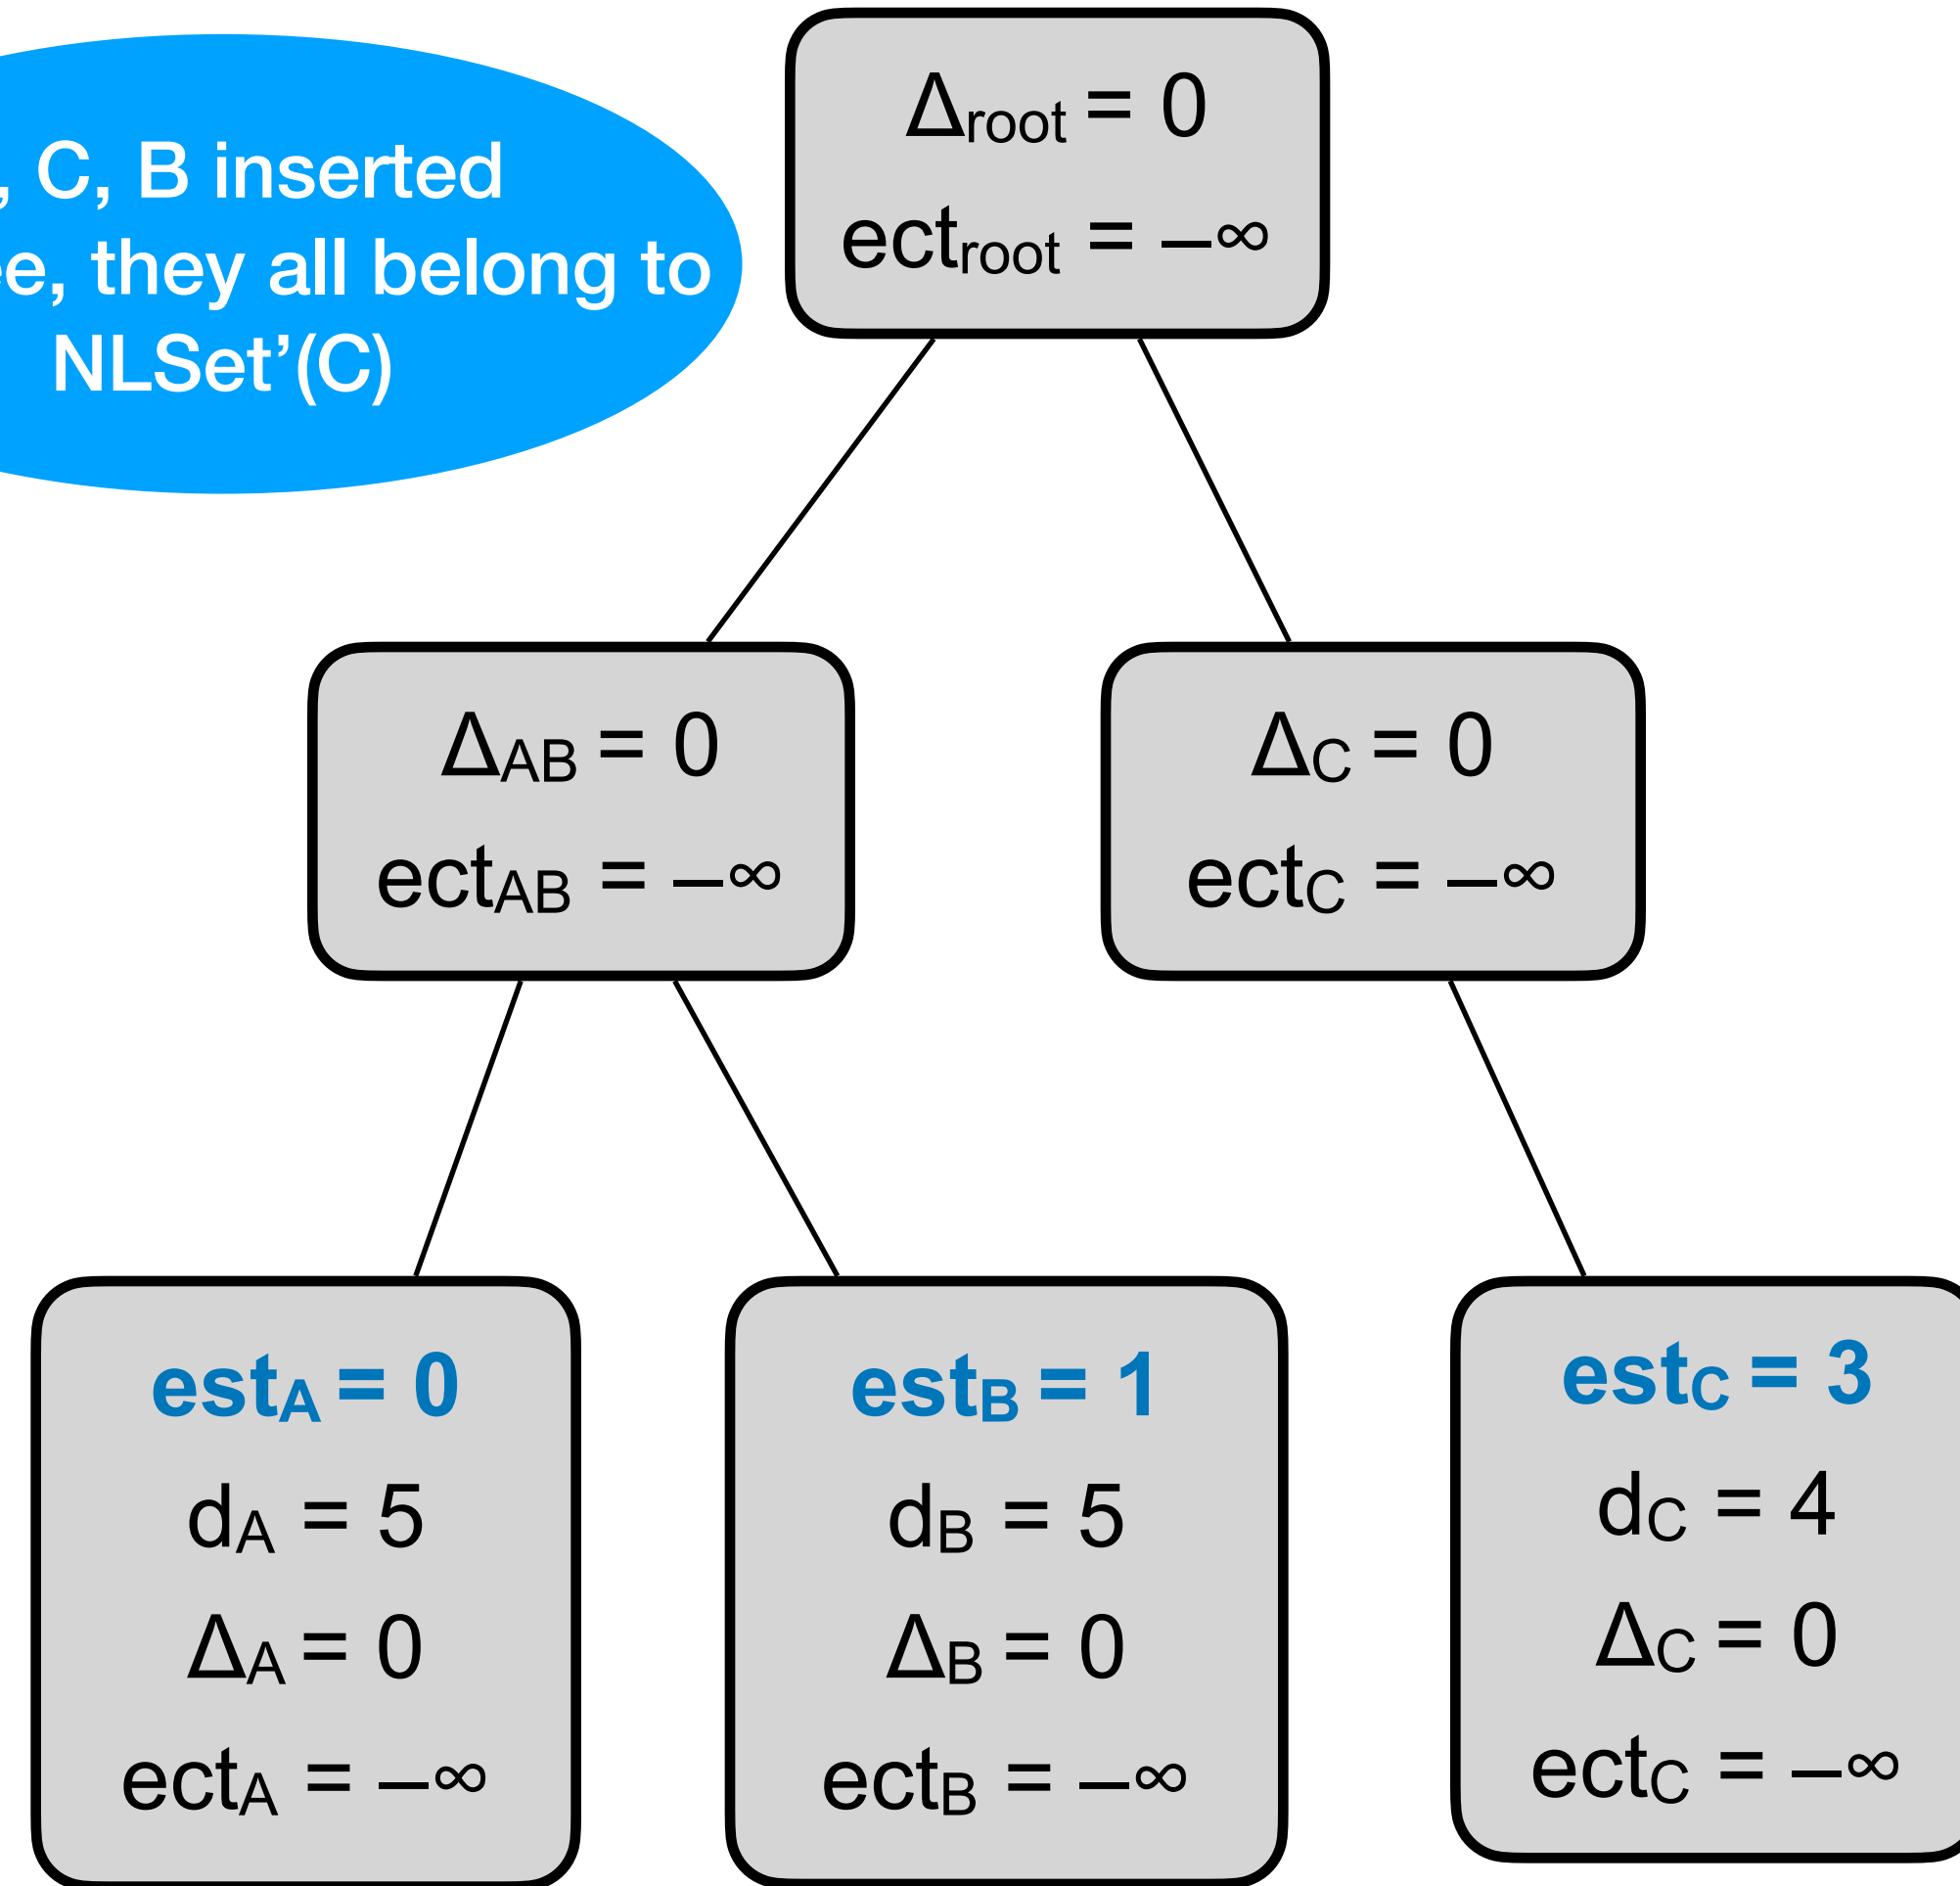 , C, B inserted
e, they all belong to
NLSet’(C)
Δroot = 0
ectroot = –∞
ΔAB = 0
ectAB = –∞
ΔC = 0
ectC = –∞
estA = 0
dA = 5
ΔA = 0
ectA = –∞
estB = 1
dB = 5
ΔB = 0
ectB = –∞
estC = 3
dC = 4
ΔC = 0
ectC = –∞